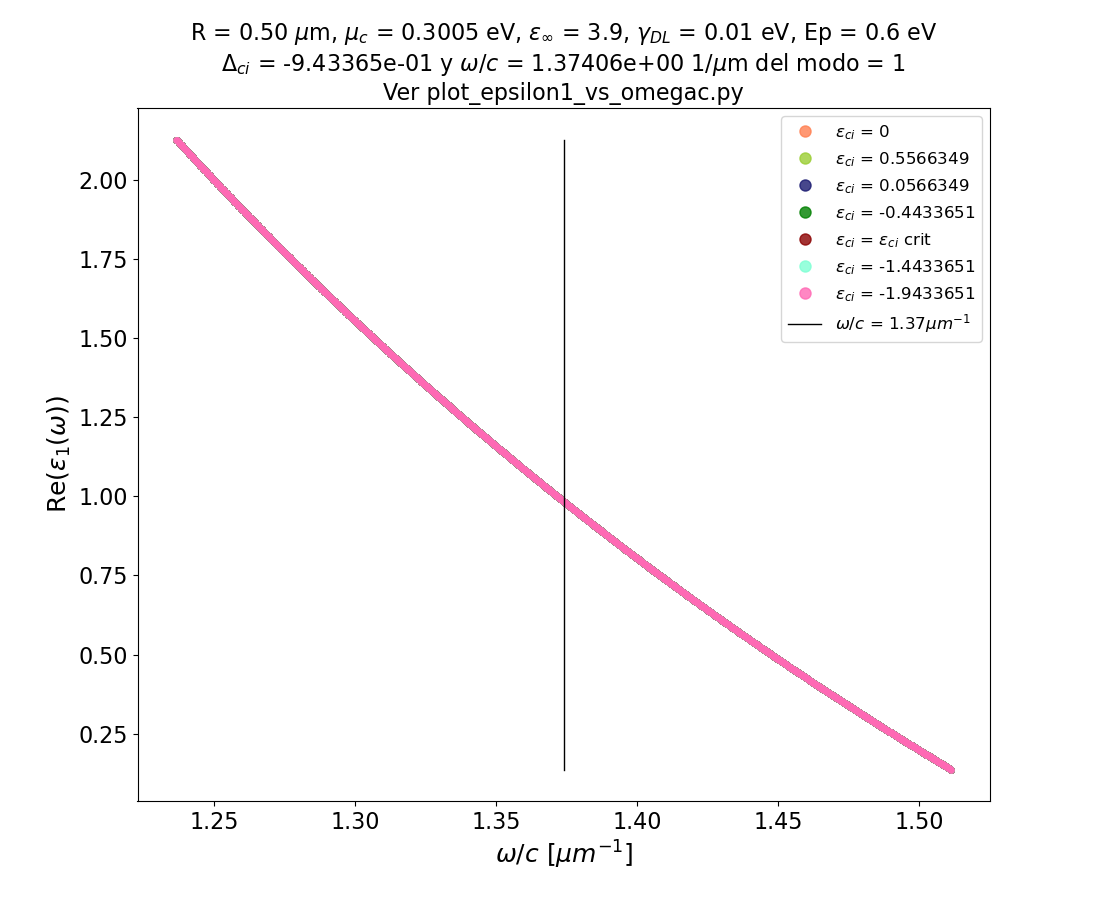 R = 0.50 μm, μ_c = 0.3005 eV, ε_∞ = 3.9, γ_DL = 0.01 eV, Ep = 0.6 eV
Δ_ci = -9.43365e-01 y ω/c = 1.37406e+00 1/μm del modo = 1
Ver plot_epsilon1_vs_omegac.py
ε_ci = 0
ε_ci = 0.5566349
ε_ci = 0.0566349
ε_ci = -0.4433651
ε_ci = ε_ci crit
ε_ci = -1.4433651
ε_ci = -1.9433651
ω/c = 1.37μm⁻¹
Re(ε₁(ω))
2.00
1.75
1.50
1.25
1.00
0.75
0.50
0.25
1.25 1.30 1.35 1.40 1.45 1.50
ω/c [μm⁻¹]